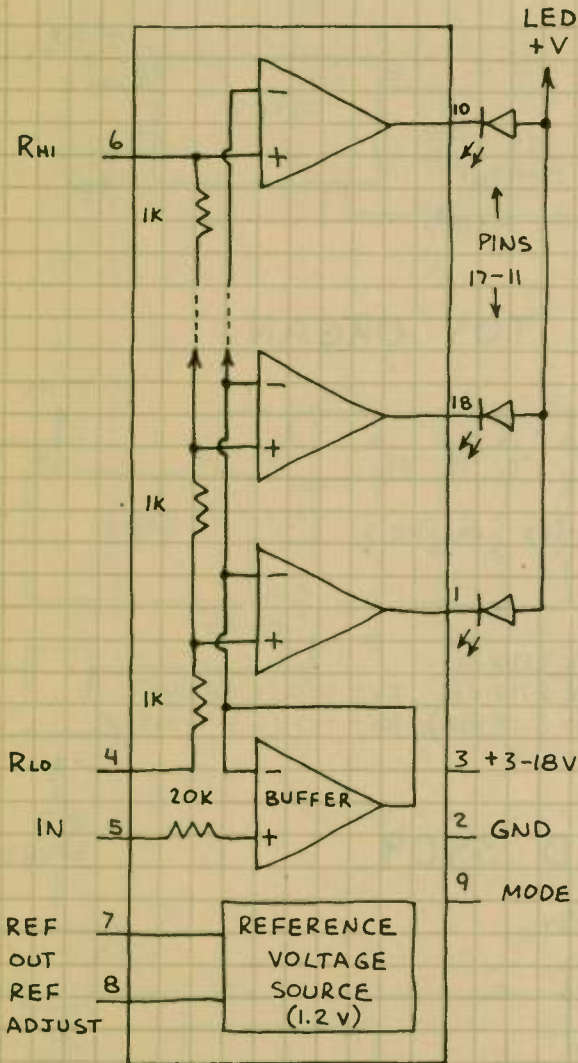 LED
+V
10
RHI 6
1K
PINS
17-11
18
1K
1
1K
RLO 4
3 +3-18V
20K
BUFFER
IN 5
2 GND
9 MODE
REF 7
OUT
REF 8
ADJUST
REFERENCE
VOLTAGE
SOURCE
(1.2 V)
-
+
-
+
-
+
-
+